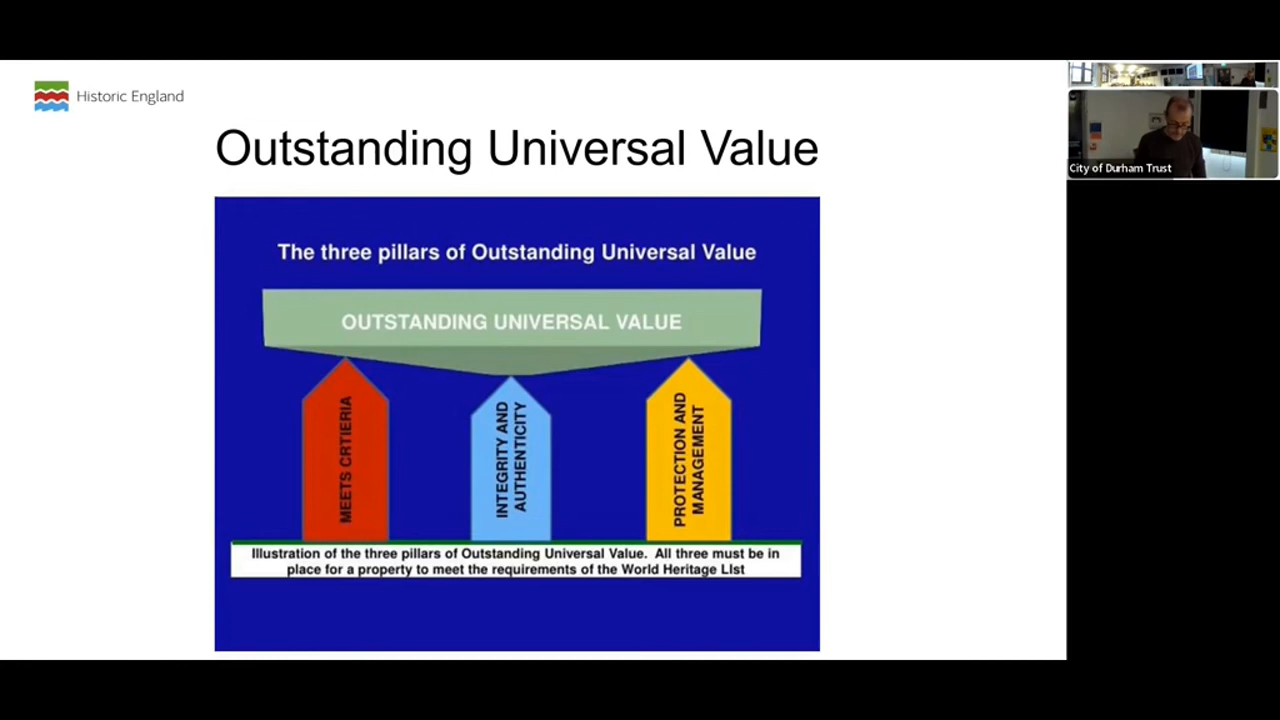 Historic England
Outstanding Universal Value
The three pillars of Outstanding Universal Value
OUTSTANDING UNIVERSAL VALUE
MEETS CRTIERIA
INTEGRITY AND
AUTHENTICITY
PROTECTION AND
MANAGEMENT
Illustration of the three pillars of Outstanding Universal Value. All three must be in
place for a property to meet the requirements of the World Heritage LIst
City of Durham Trust